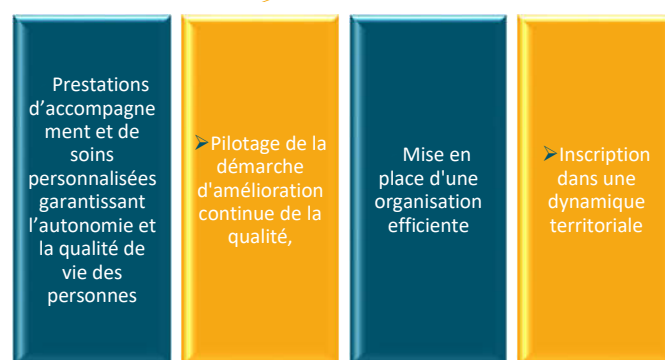 Prestations
d’accompagne
ment et de
soins
personnalisées
garantissant
l’autonomie et
la qualité de
vie des
personnes
➢Pilotage de la
démarche
d'amélioration
continue de la
qualité,
Mise en
place d'une
organisation
efficiente
➢Inscription
dans une
dynamique
territoriale